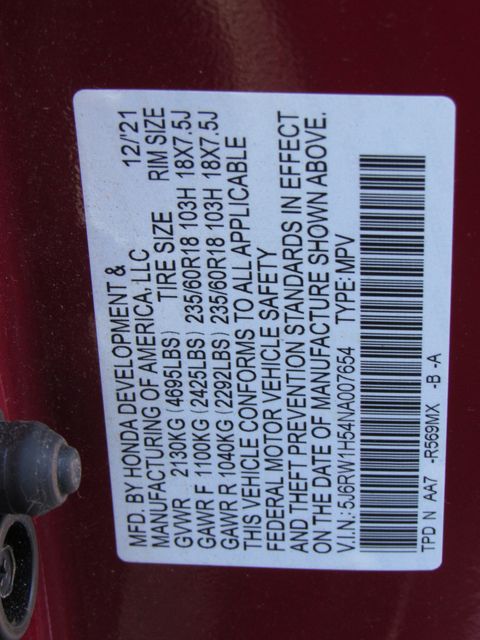 MFD. BY HONDA DEVELOPMENT & 12/'21
MANUFACTURING OF AMERICA, LLC
GVWR 2130KG (4695LBS) TIRE SIZE RIM SIZE
GAWR F 1100KG (2425LBS) 235/60R18 103H 18X7.5J
GAWR R 1040KG (2292LBS) 235/60R18 103H 18X7.5J
THIS VEHICLE CONFORMS TO ALL APPLICABLE
FEDERAL MOTOR VEHICLE SAFETY
AND THEFT PREVENTION STANDARDS IN EFFECT
ON THE DATE OF MANUFACTURE SHOWN ABOVE.
V.I.N.: 5J6RW1H54NA007654 TYPE: MPV
TPD N AA7 -R569MX -B -A